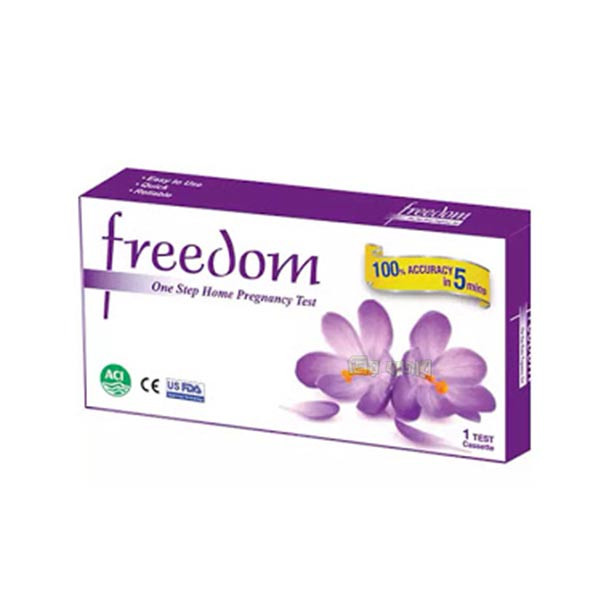 • Easy to Use
• Quick
• Reliable
freedom
freedom
One Step Home Pregnancy Test
100% ACCURACY
in 5 mins
ACI
CE
US FDA
1 TEST
Cassette